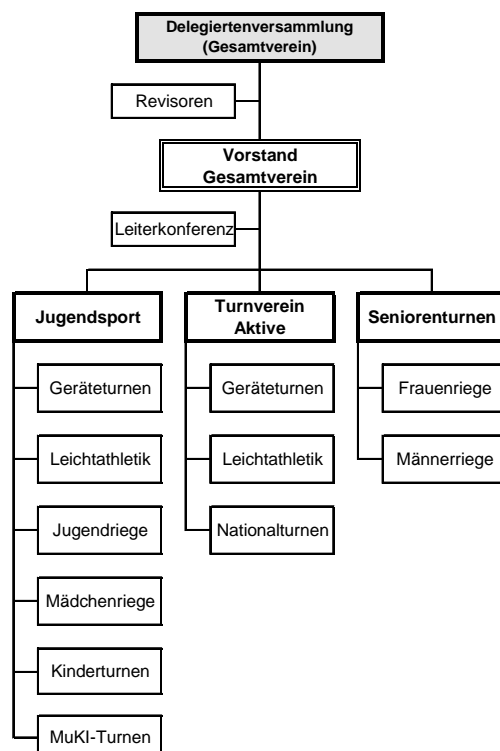 Delegiertenversammlung
(Gesamtverein)
Revisoren
Vorstand
Gesamtverein
Leiterkonferenz
Jugendsport
Turnverein
Aktive
Seniorenturnen
Geräteturnen
Geräteturnen
Frauenriege
Leichtathletik
Leichtathletik
Männerriege
Jugendriege
Nationalturnen
Mädchenriege
Kinderturnen
MuKI-Turnen